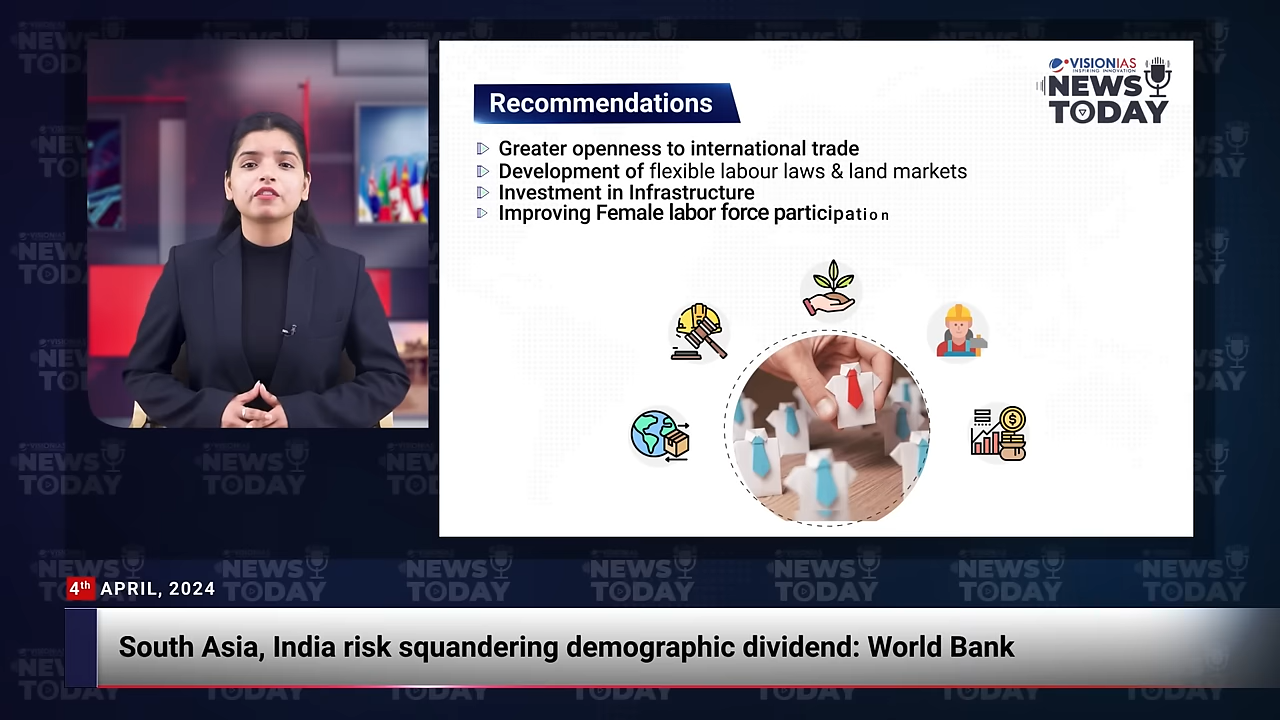 VISIONIAS
INSPIRING INNOVATION
NEWS
TODAY
Recommendations
Greater openness to international trade
Development of flexible labour laws & land markets
Investment in Infrastructure
Improving Female labor force participation
4th APRIL, 2024
South Asia, India risk squandering demographic dividend: World Bank